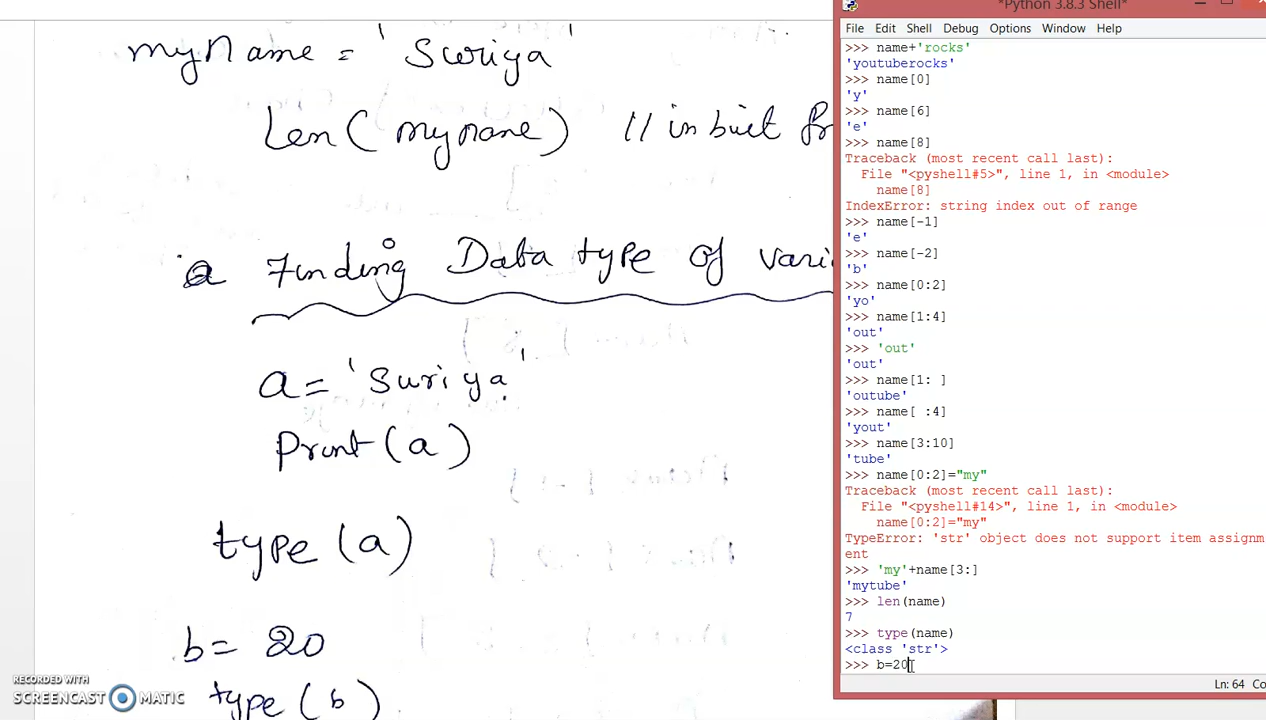 myName = 'Suriya'
Len( myname) // in built
a Finding Data type of vari
a= 'Suriya'
Print(a)
type (a)
b= 20
type (b)
RECORDED WITH
SCREENCAST MATIC
*Python 3.8.3 Shell*
File Edit Shell Debug Options Window Help
>>> name+'rocks'
'youtuberocks'
>>> name[0]
'y'
>>> name[6]
'e'
>>> name[8]
Traceback (most recent call last):
File "<pyshell#5>", line 1, in <module>
name[8]
IndexError: string index out of range
>>> name[-1]
'e'
>>> name[-2]
'b'
>>> name[0:2]
'yo'
>>> name[1:4]
'out'
>>> 'out'
'out'
>>> name[1: ]
'outube'
>>> name[ :4]
'yout'
>>> name[3:10]
'tube'
>>> name[0:2]="my"
Traceback (most recent call last):
File "<pyshell#14>", line 1, in <module>
name[0:2]="my"
TypeError: 'str' object does not support item assignm
ent
>>> 'my'+name[3:]
'mytube'
>>> len(name)
7
>>> type(name)
<class 'str'>
>>> b=20
Ln: 64 Co